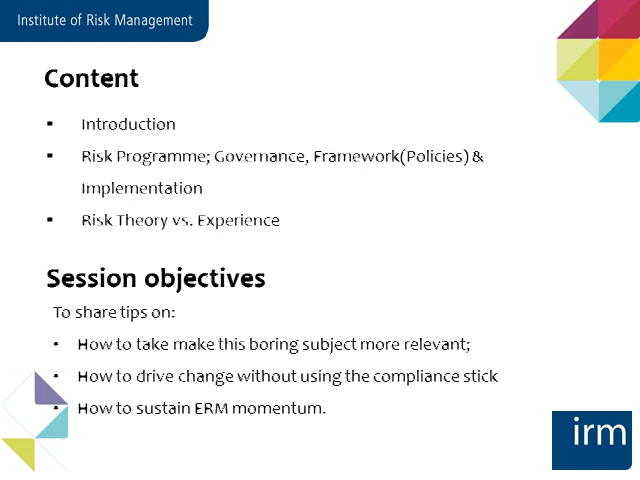 Institute of Risk Management
Content
▪ Introduction
▪ Risk Programme; Governance, Framework(Policies) &
Implementation
▪ Risk Theory vs. Experience
Session objectives
To share tips on:
• How to take make this boring subject more relevant;
• How to drive change without using the compliance stick
• How to sustain ERM momentum.
irm